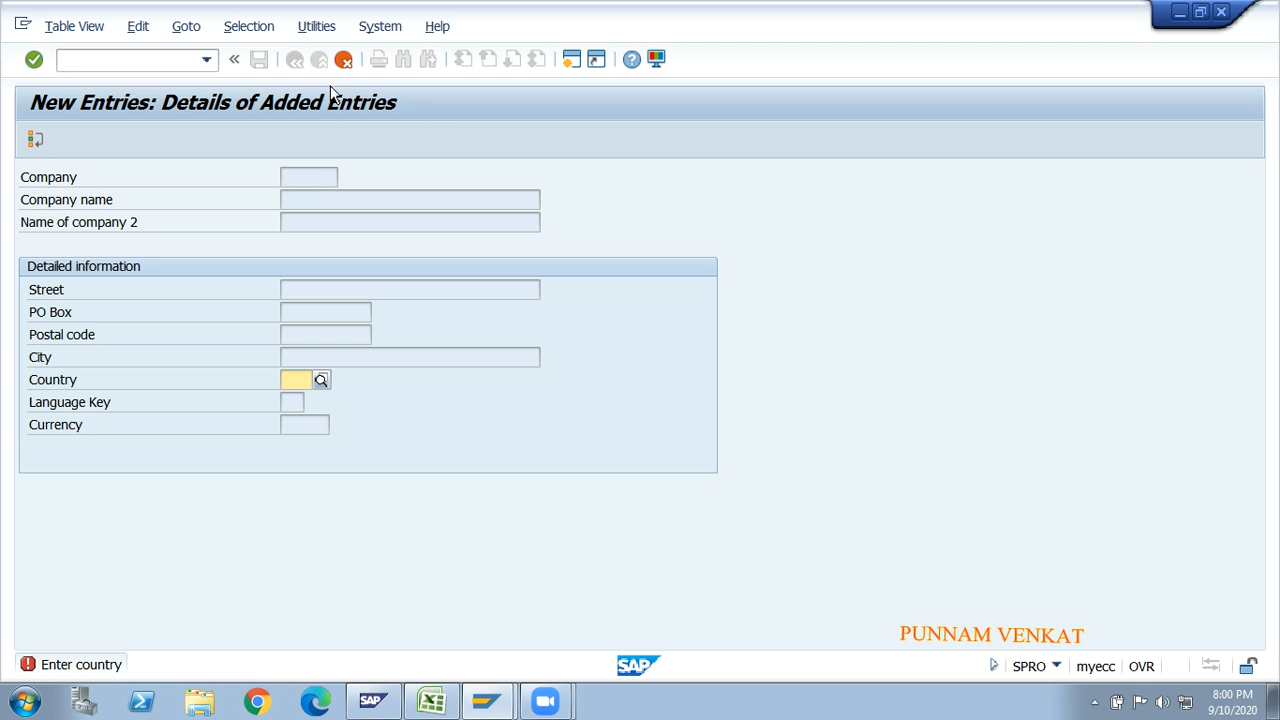 Table View Edit Goto Selection Utilities System Help
New Entries: Details of Added Entries
Company
Company name
Name of company 2
Detailed information
Street
PO Box
Postal code
City
Country
Language Key
Currency
PUNNAM VENKAT
Enter country
SAP
SPRO myecc OVR
SAP
8:00 PM
9/10/2020